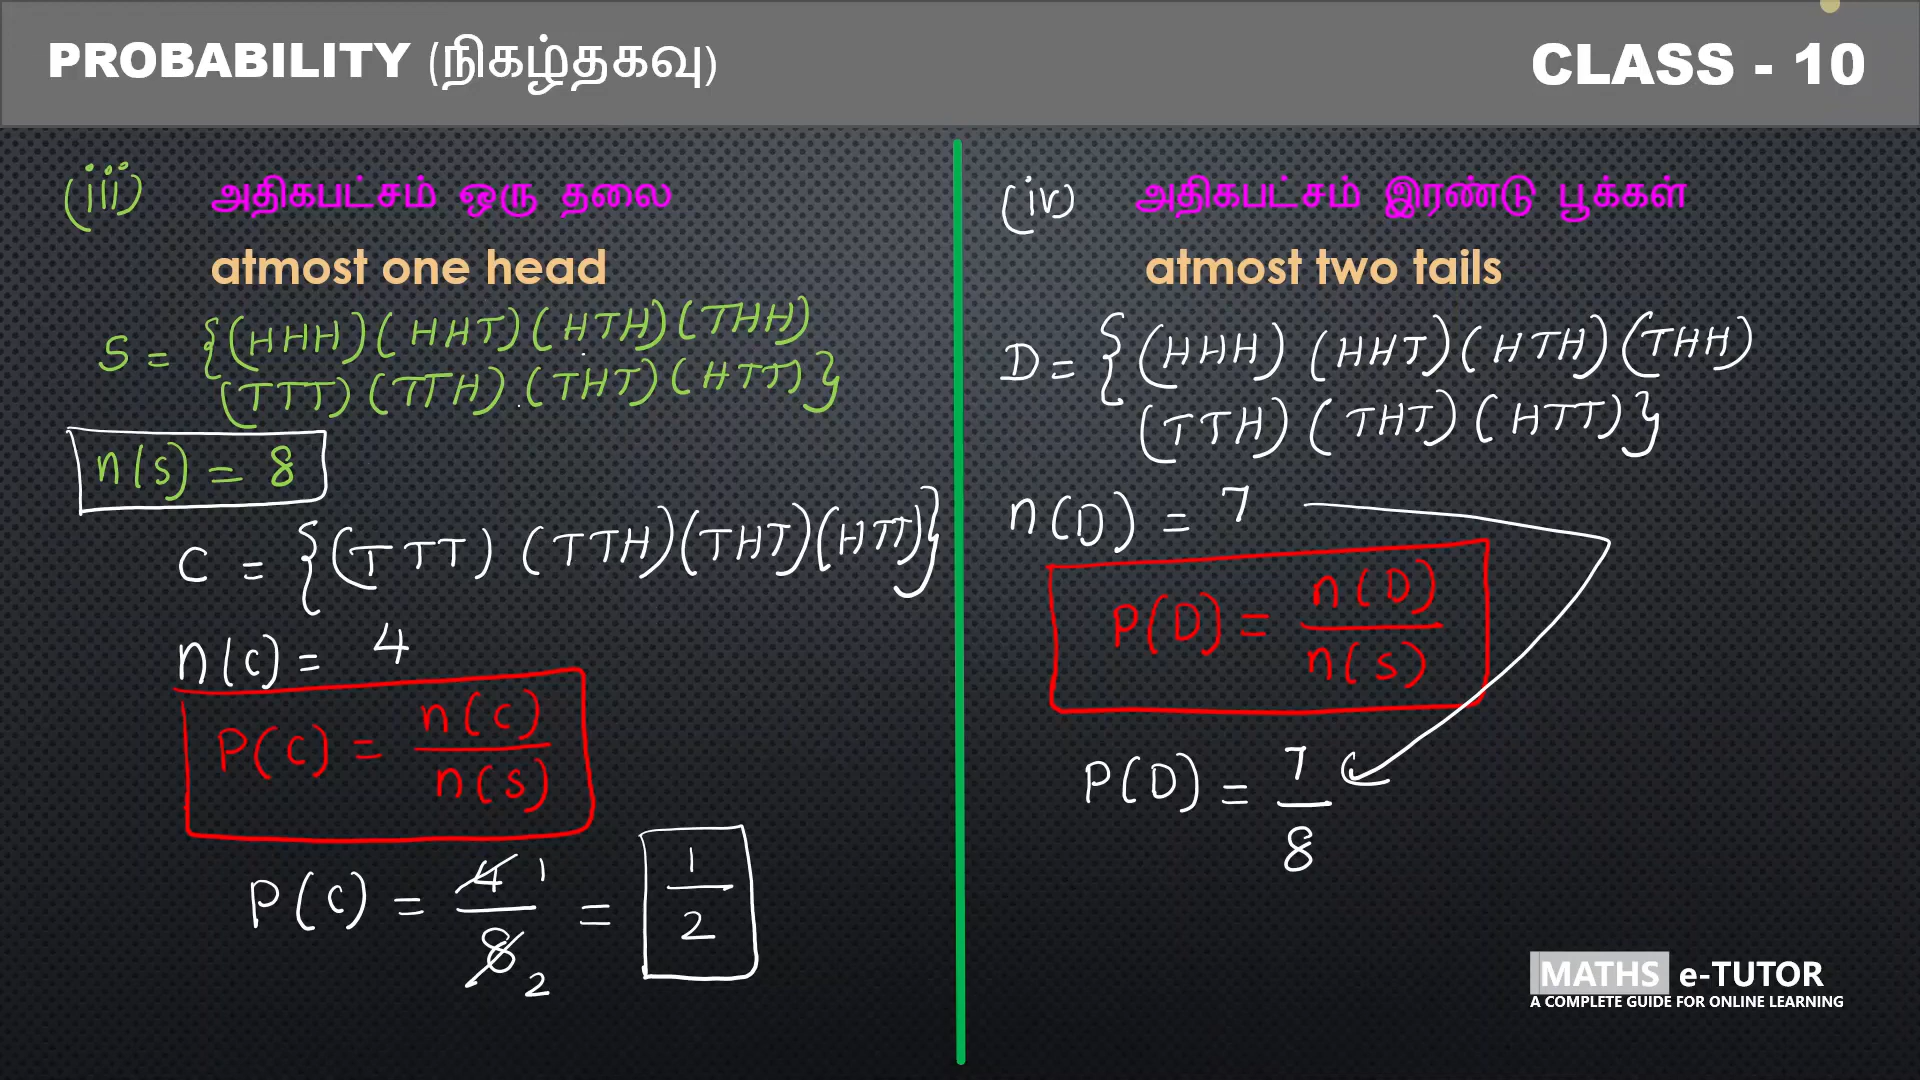 PROBABILITY (நிகழ்தகவு)
CLASS - 10
(iii) அதிகபட்சம் ஒரு தலை
atmost one head
S = {(HHH)(HHT)(HTH)(THH)
(TTT)(TTH)(THT)(HTT)}
n(s) = 8
C = {(TTT)(TTH)(THT)(HTT)}
n(c) = 4
P(c) = n(c)/n(s)
P(c) = 4 1/8 2 = 1/2
(iv) அதிகபட்சம் இரண்டு பூக்கள்
atmost two tails
D = {(HHH)(HHT)(HTH)(THH)
(TTH)(THT)(HTT)}
n(D) = 7
P(D) = n(D)/n(s)
P(D) = 7/8
MATHS e-TUTOR
A COMPLETE GUIDE FOR ONLINE LEARNING